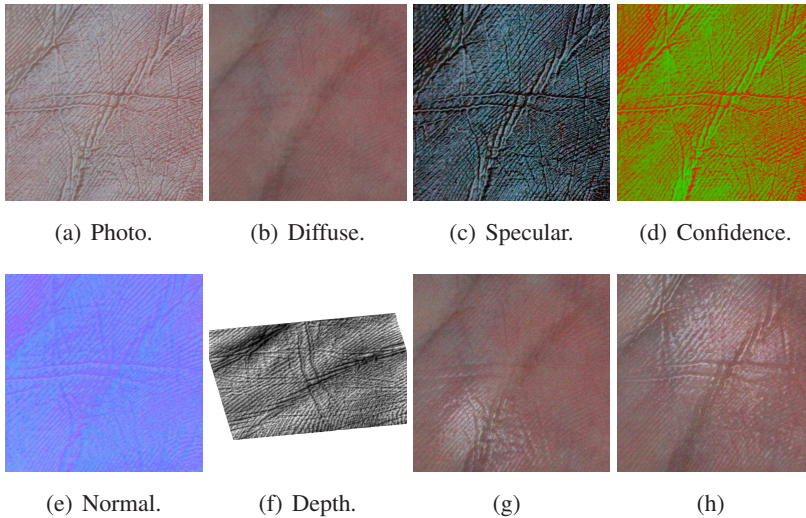 (a) Photo. (b) Diffuse. (c) Specular. (d) Confidence.
(e) Normal. (f) Depth. (g) (h)